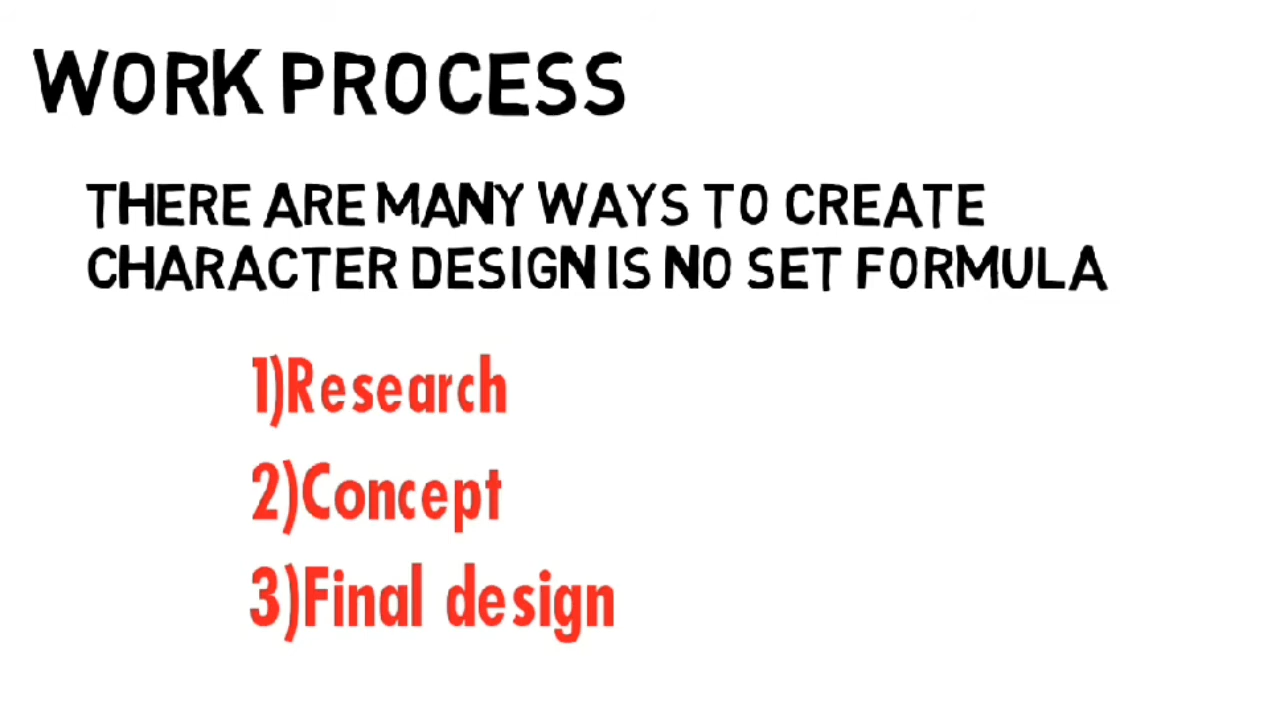 WORK PROCESS
THERE ARE MANY WAYS TO CREATE
CHARACTER DESIGN IS NO SET FORMULA
1)Research
2)Concept
3)Final design